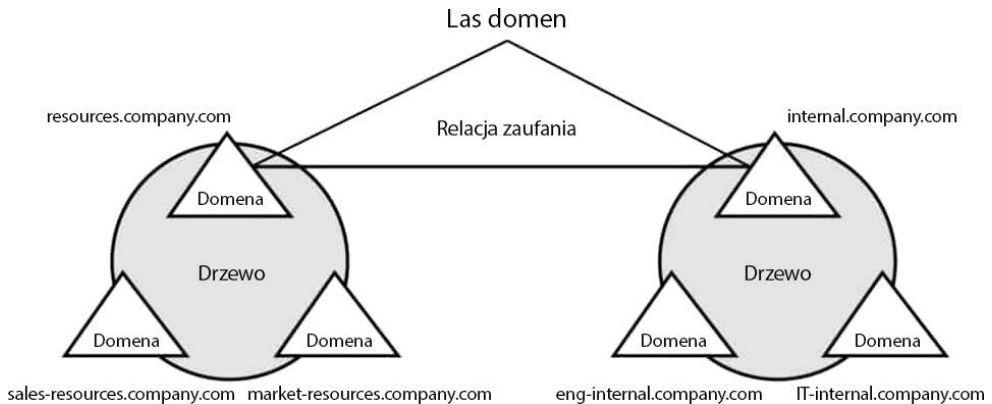 Las domen
resources.company.com
internal.company.com
Relacja zaufania
Domena
Domena
Drzewo
Drzewo
Domena
Domena
Domena
Domena
sales-resources.company.com
market-resources.company.com
eng-internal.company.com
IT-internal.company.com